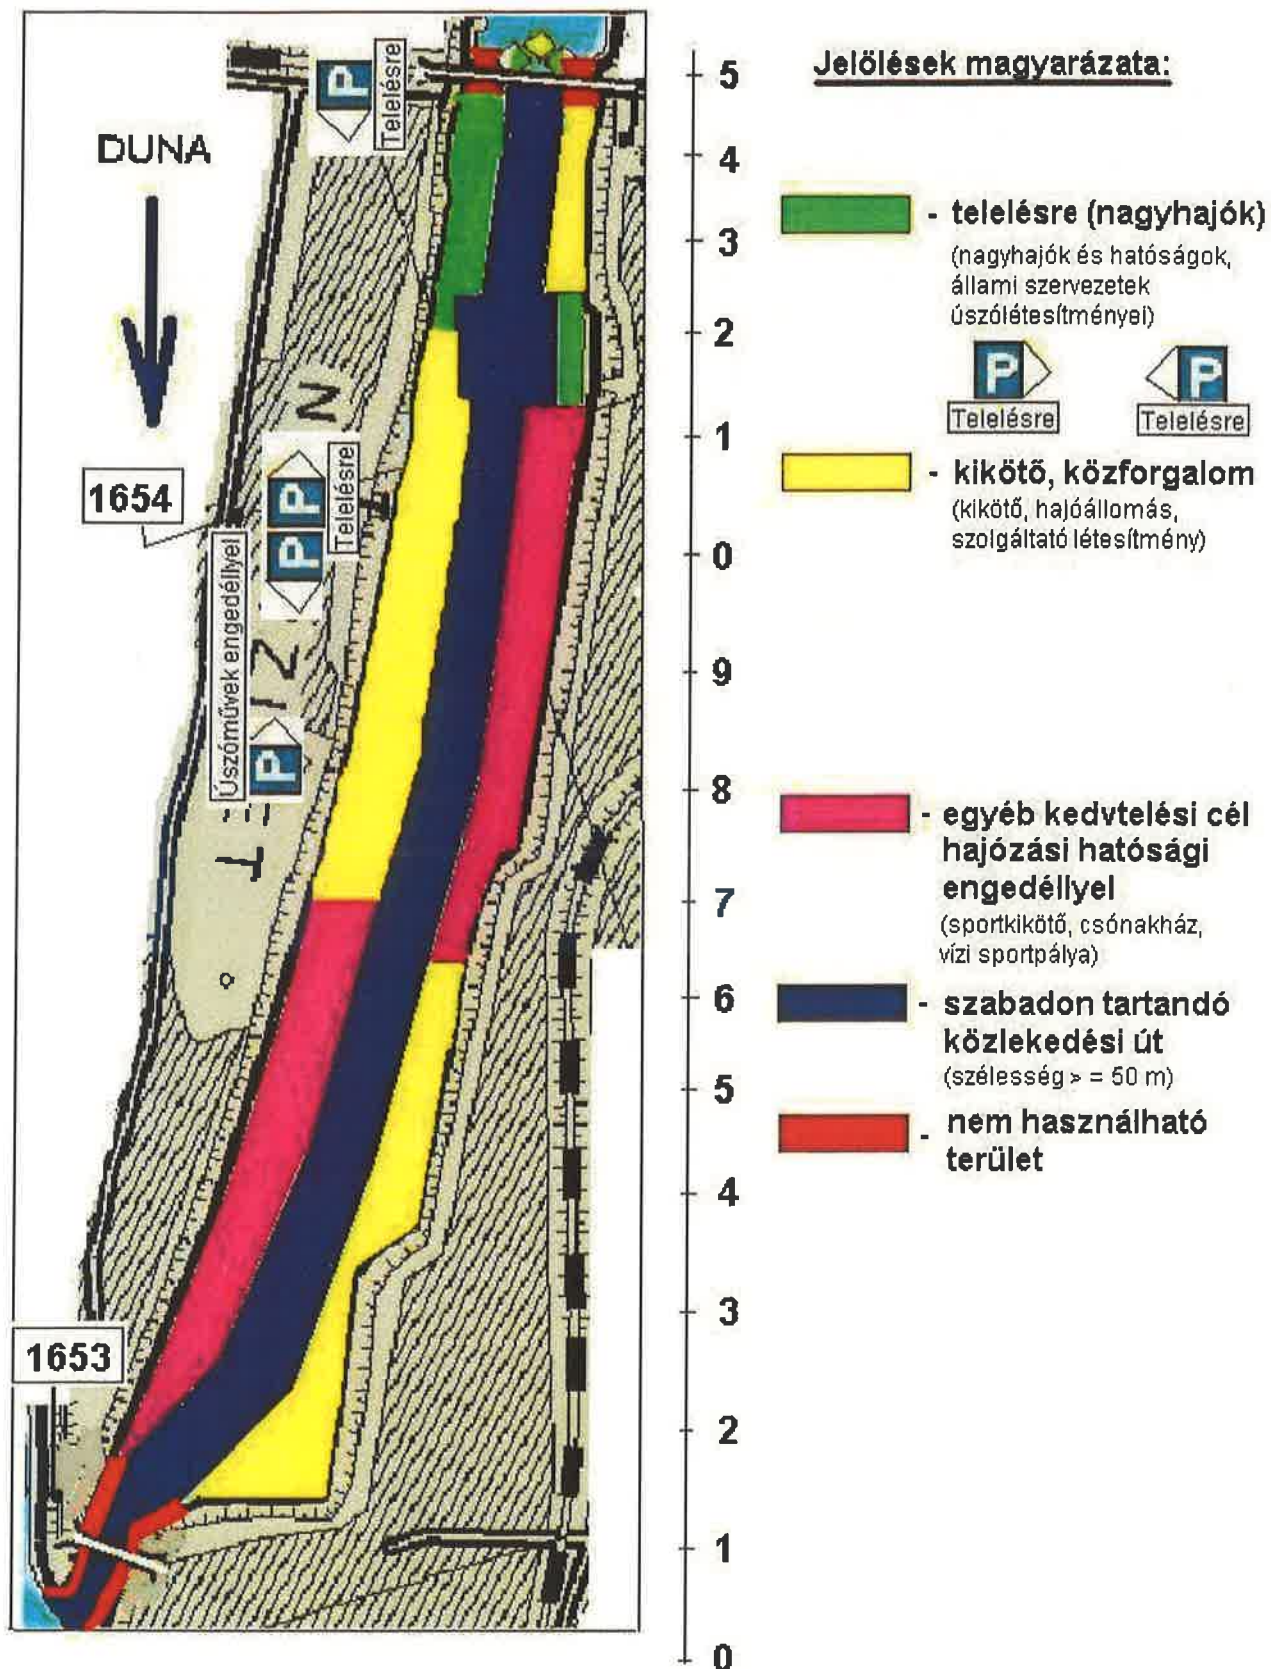 Jelölések magyarázata:
DUNA
P
Telelésre
1654
P P
Telelésre
P
Úszóművek engedéllyel
P
N
Z
I
T
1653
5
4
3
2
1
0
9
8
7
6
5
4
3
2
1
0
- telelésre (nagyhajók)
(nagyhajók és hatóságok,
állami szervezetek
úszólétesítményei)
P P
Telelésre Telelésre
- kikötő, közforgalom
(kikötő, hajóállomás,
szolgáltató létesítmény)
- egyéb kedvtelési cél
hajózási hatósági
engedéllyel
(sportkikötő, csónakház,
vízi sportpálya)
- szabadon tartandó
közlekedési út
(szélesség > = 50 m)
- nem használható
terület